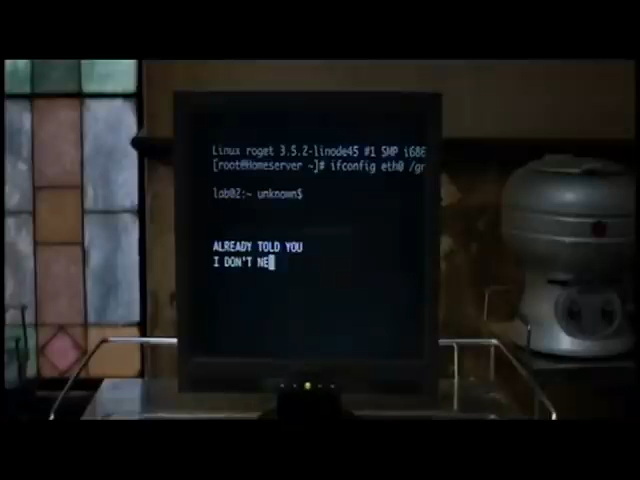 Linux roget 3.5.2-linode45 #1 SMP i686
[root@Homeserver ~]# ifconfig eth0 /gr
lab02:~ unknown$
ALREADY TOLD YOU
I DON'T NE